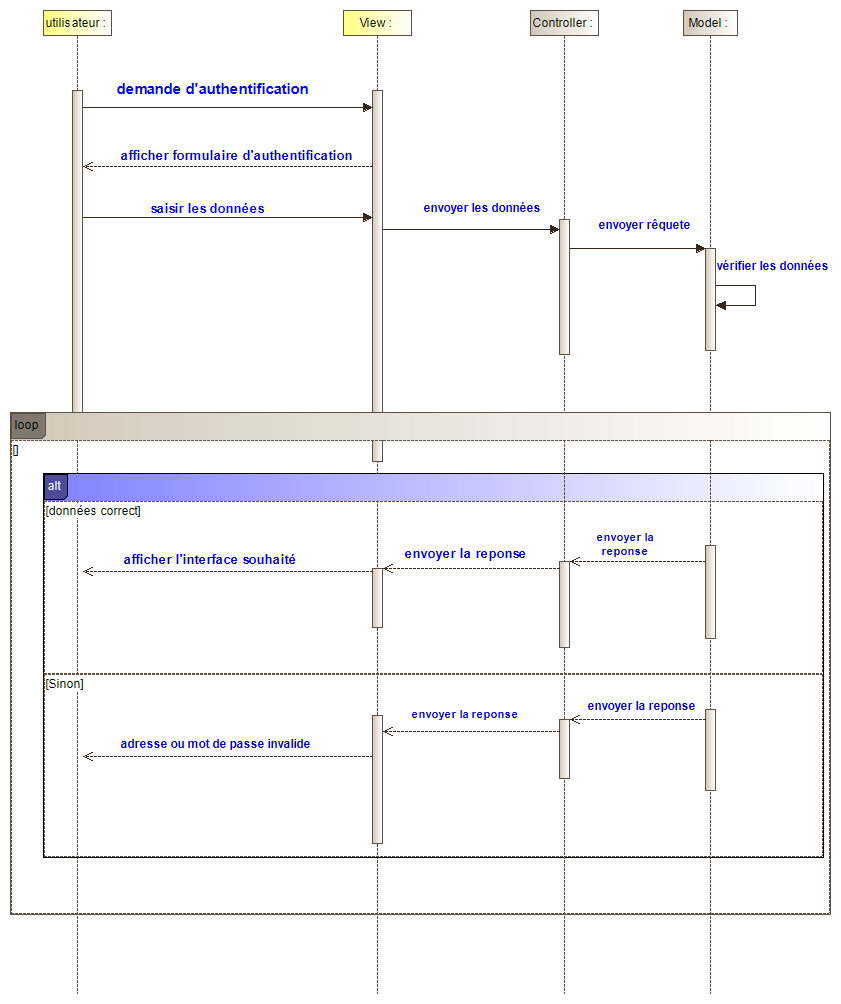 utilisateur :
View :
Controller :
Model :
demande d'authentification
afficher formulaire d'authentification
saisir les données
envoyer les données
envoyer rêquete
vérifier les données
loop
[]
alt
[données correct]
envoyer la
reponse
envoyer la reponse
afficher l'interface souhaité
[Sinon]
envoyer la reponse
envoyer la reponse
adresse ou mot de passe invalide